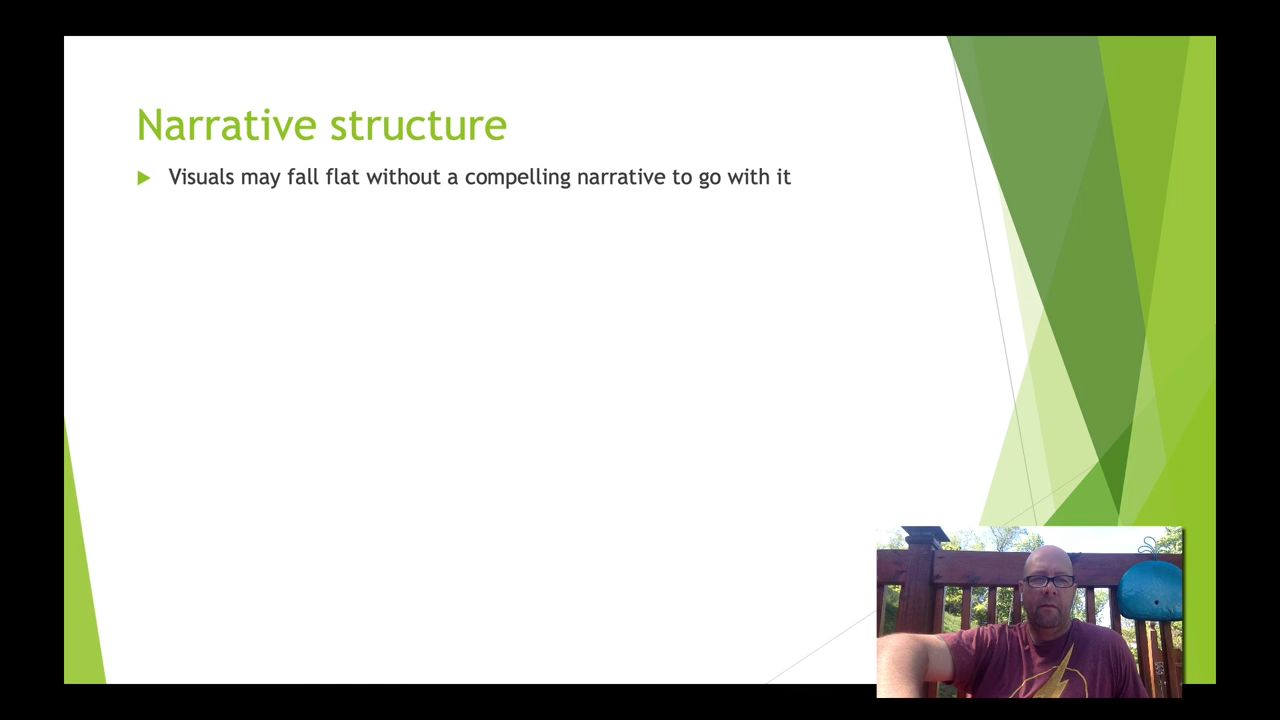 Narrative structure
Visuals may fall flat without a compelling narrative to go with it